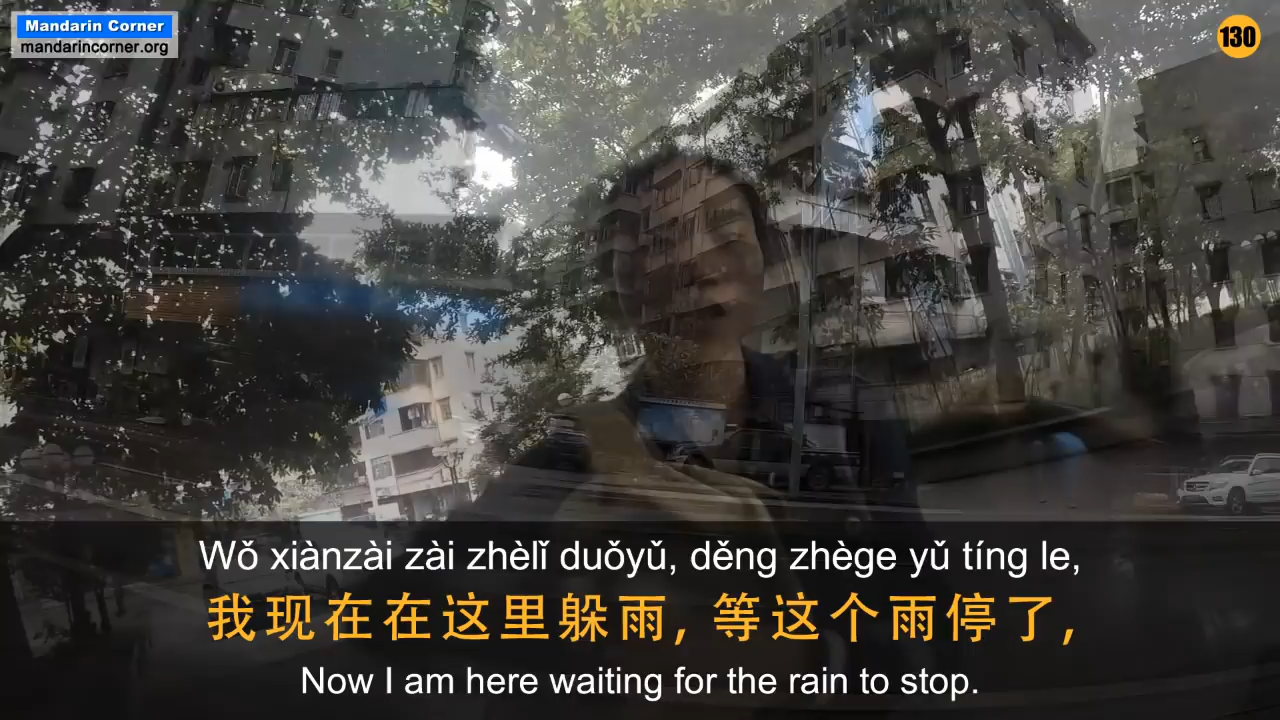 Mandarin Corner
mandarincorner.org
130
Wǒ xiànzài zài zhèlǐ duǒyǔ, děng zhège yǔ tíng le,
我现在在这里躲雨, 等这个雨停了,
Now I am here waiting for the rain to stop.